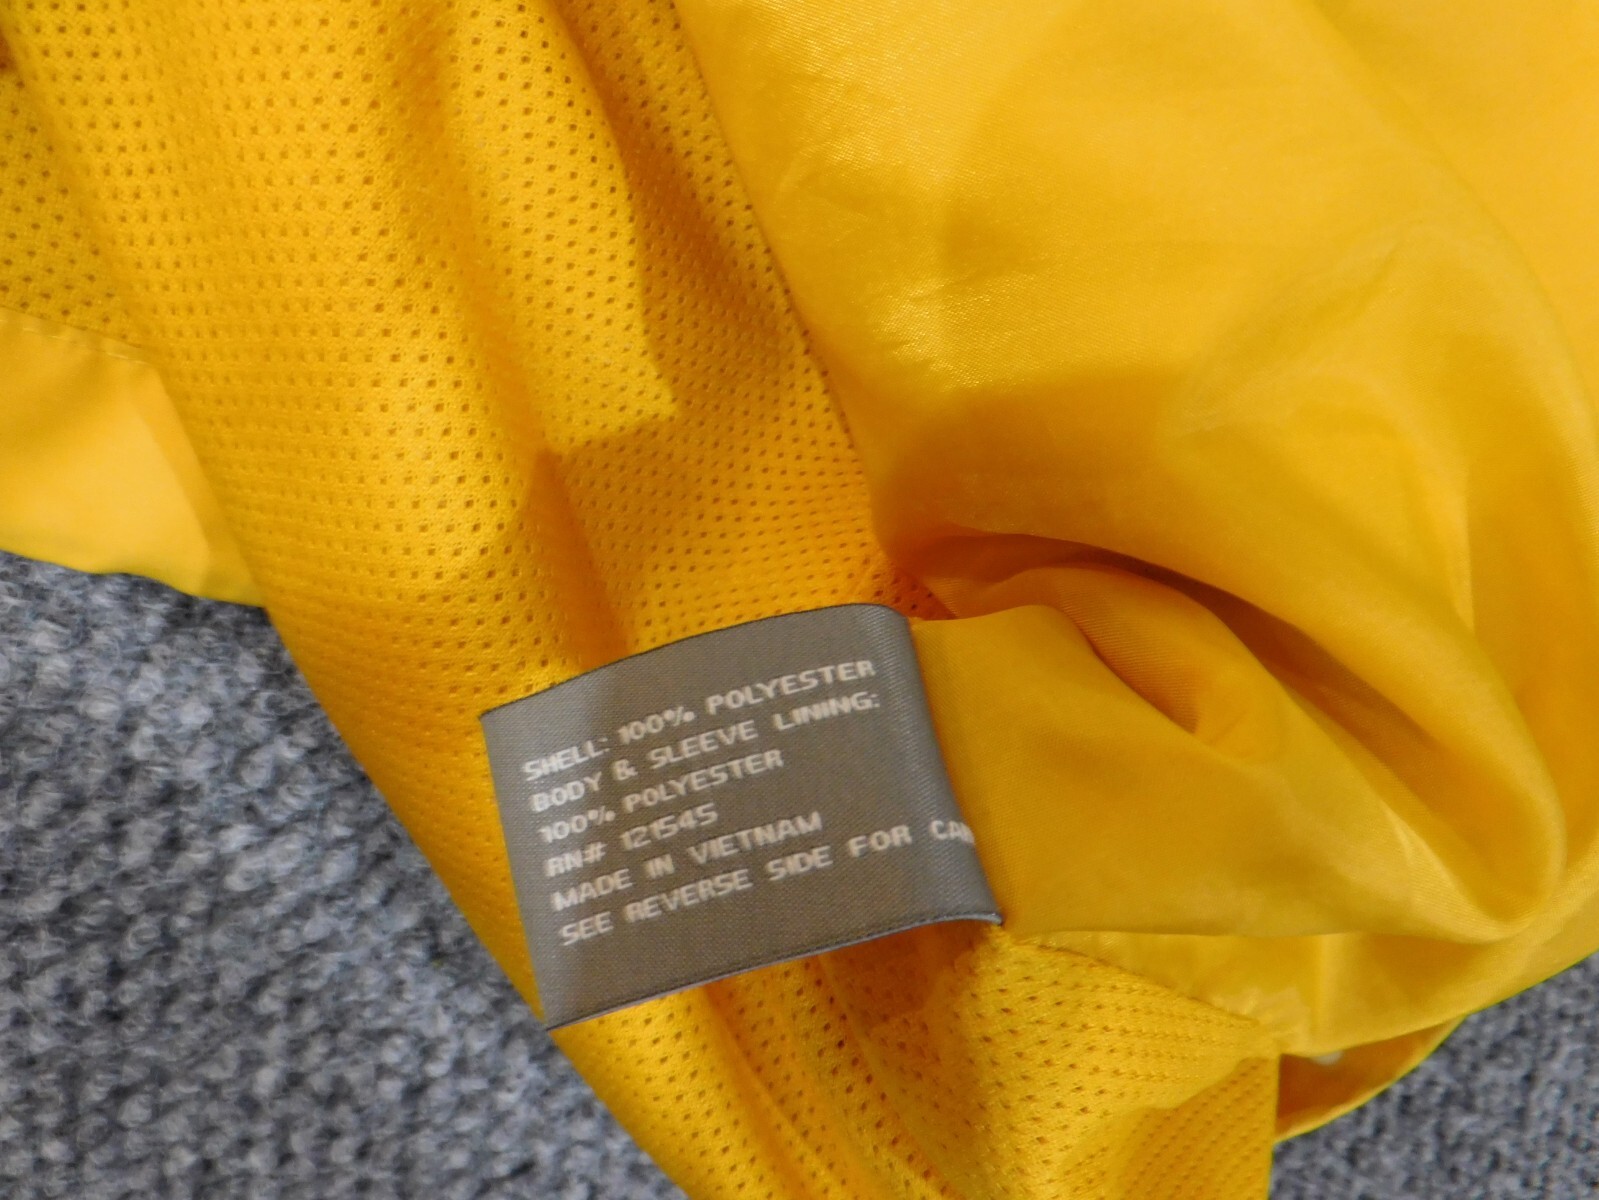 SHELL: 100% POLYESTER
BODY & SLEEVE LINING:
100% POLYESTER
RN# 121545
MADE IN VIETNAM
SEE REVERSE SIDE FOR